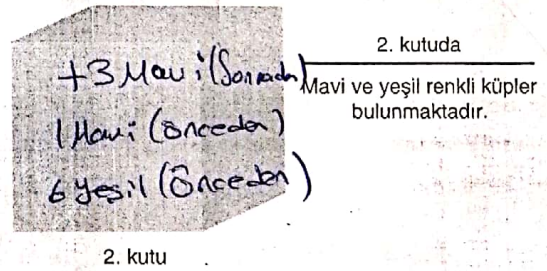 +3 Mavi (Sonradan)
1 Mavi (Önceden)
6 Yeşil (Önceden)
2. kutu
2. kutuda
Mavi ve yeşil renkli küpler
bulunmaktadır.